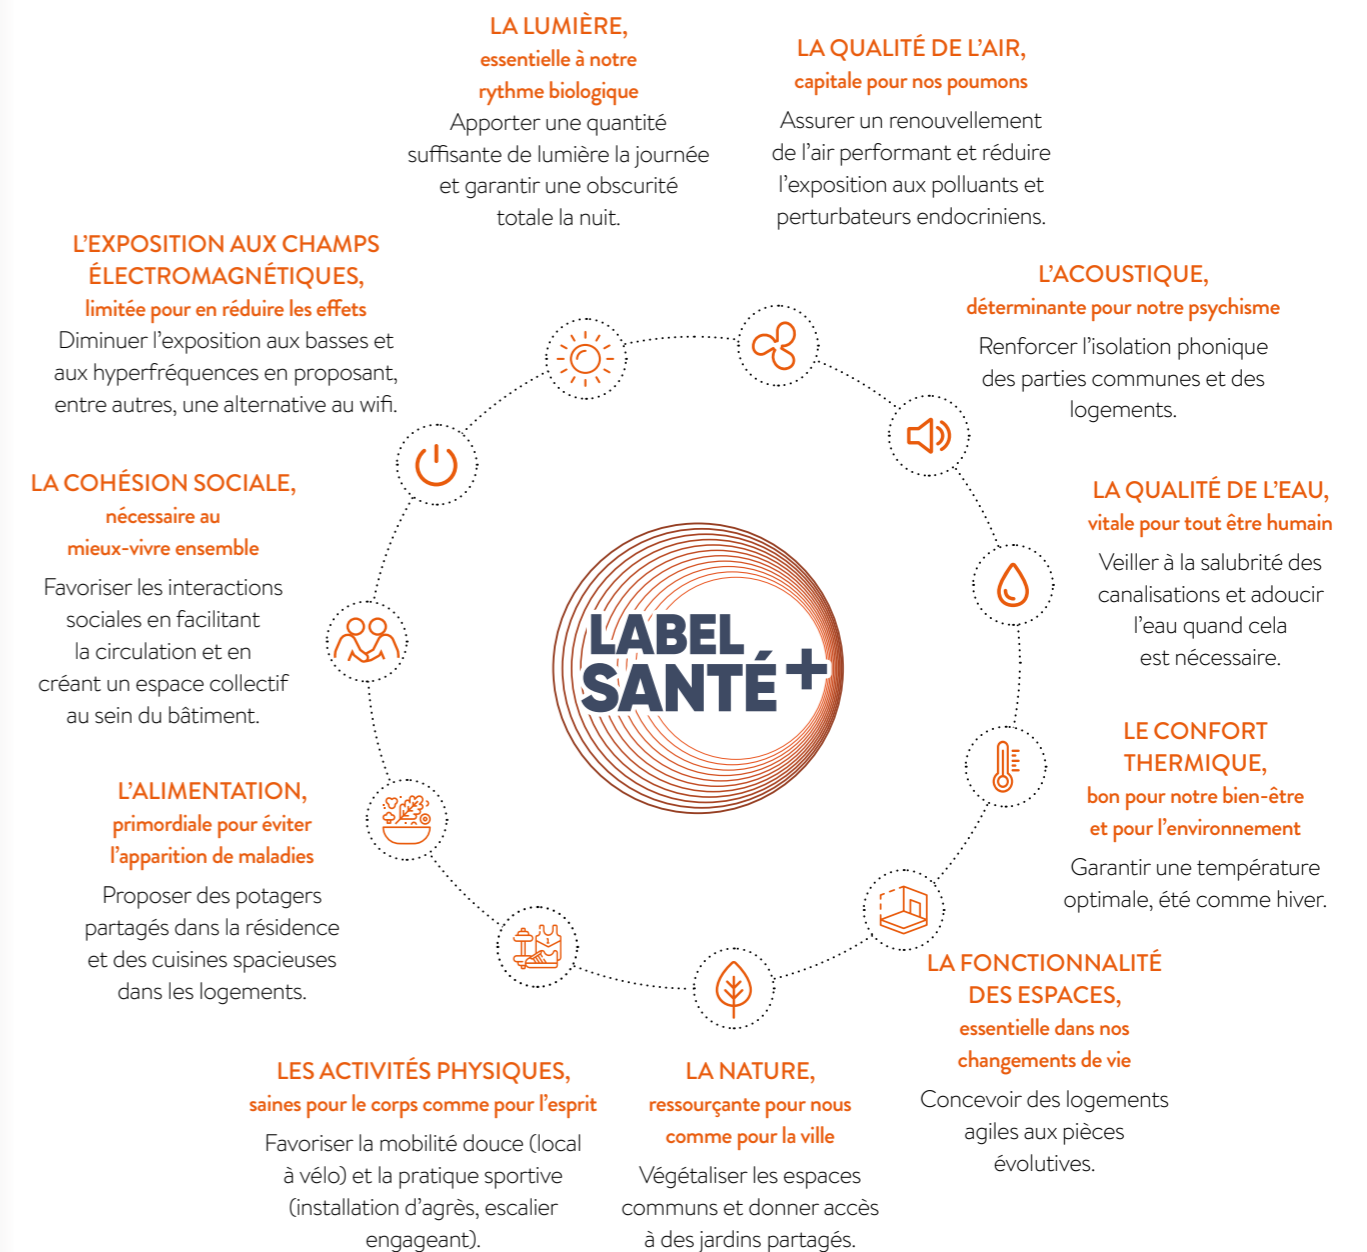 LA LUMIÈRE,
essentielle à notre
rythme biologique
Apporter une quantité
suffisante de lumière la journée
et garantir une obscurité
totale la nuit.
LA QUALITÉ DE L'AIR,
capitale pour nos poumons
Assurer un renouvellement
de l'air performant et réduire
l'exposition aux polluants et
perturbateurs endocriniens.
L'ACOUSTIQUE,
déterminante pour notre psychisme
Renforcer l'isolation phonique
des parties communes et des
logements.
LA QUALITÉ DE L'EAU,
vitale pour tout être humain
Veiller à la salubrité des
canalisations et adoucir
l'eau quand cela
est nécessaire.
LE CONFORT
THERMIQUE,
bon pour notre bien-être
et pour l'environnement
Garantir une température
optimale, été comme hiver.
LA FONCTIONNALITÉ
DES ESPACES,
essentielle dans nos
changements de vie
Concevoir des logements
agiles aux pièces
évolutives.
LA NATURE,
ressourçante pour nous
comme pour la ville
Végétaliser les espaces
communs et donner accès
à des jardins partagés.
LES ACTIVITÉS PHYSIQUES,
saines pour le corps comme pour l'esprit
Favoriser la mobilité douce (local
à vélo) et la pratique sportive
(installation d'agrès, escalier
engageant).
L'ALIMENTATION,
primordiale pour éviter
l'apparition de maladies
Proposer des potagers
partagés dans la résidence
et des cuisines spacieuses
dans les logements.
LA COHÉSION SOCIALE,
nécessaire au
mieux-vivre ensemble
Favoriser les interactions
sociales en facilitant
la circulation et en
créant un espace collectif
au sein du bâtiment.
L'EXPOSITION AUX CHAMPS
ÉLECTROMAGNÉTIQUES,
limitée pour en réduire les effets
Diminuer l'exposition aux basses et
aux hyperfréquences en proposant,
entre autres, une alternative au wifi.
LABEL
SANTÉ+